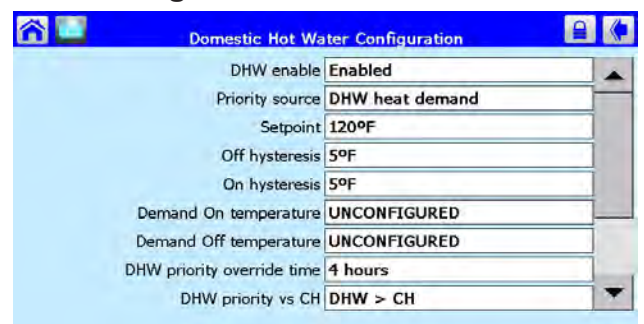 Domestic Hot Water Configuration
DHW enable Enabled
Priority source DHW heat demand
Setpoint 120ºF
Off hysteresis 5ºF
On hysteresis 5ºF
Demand On temperature UNCONFIGURED
Demand Off temperature UNCONFIGURED
DHW priority override time 4 hours
DHW priority vs CH DHW > CH